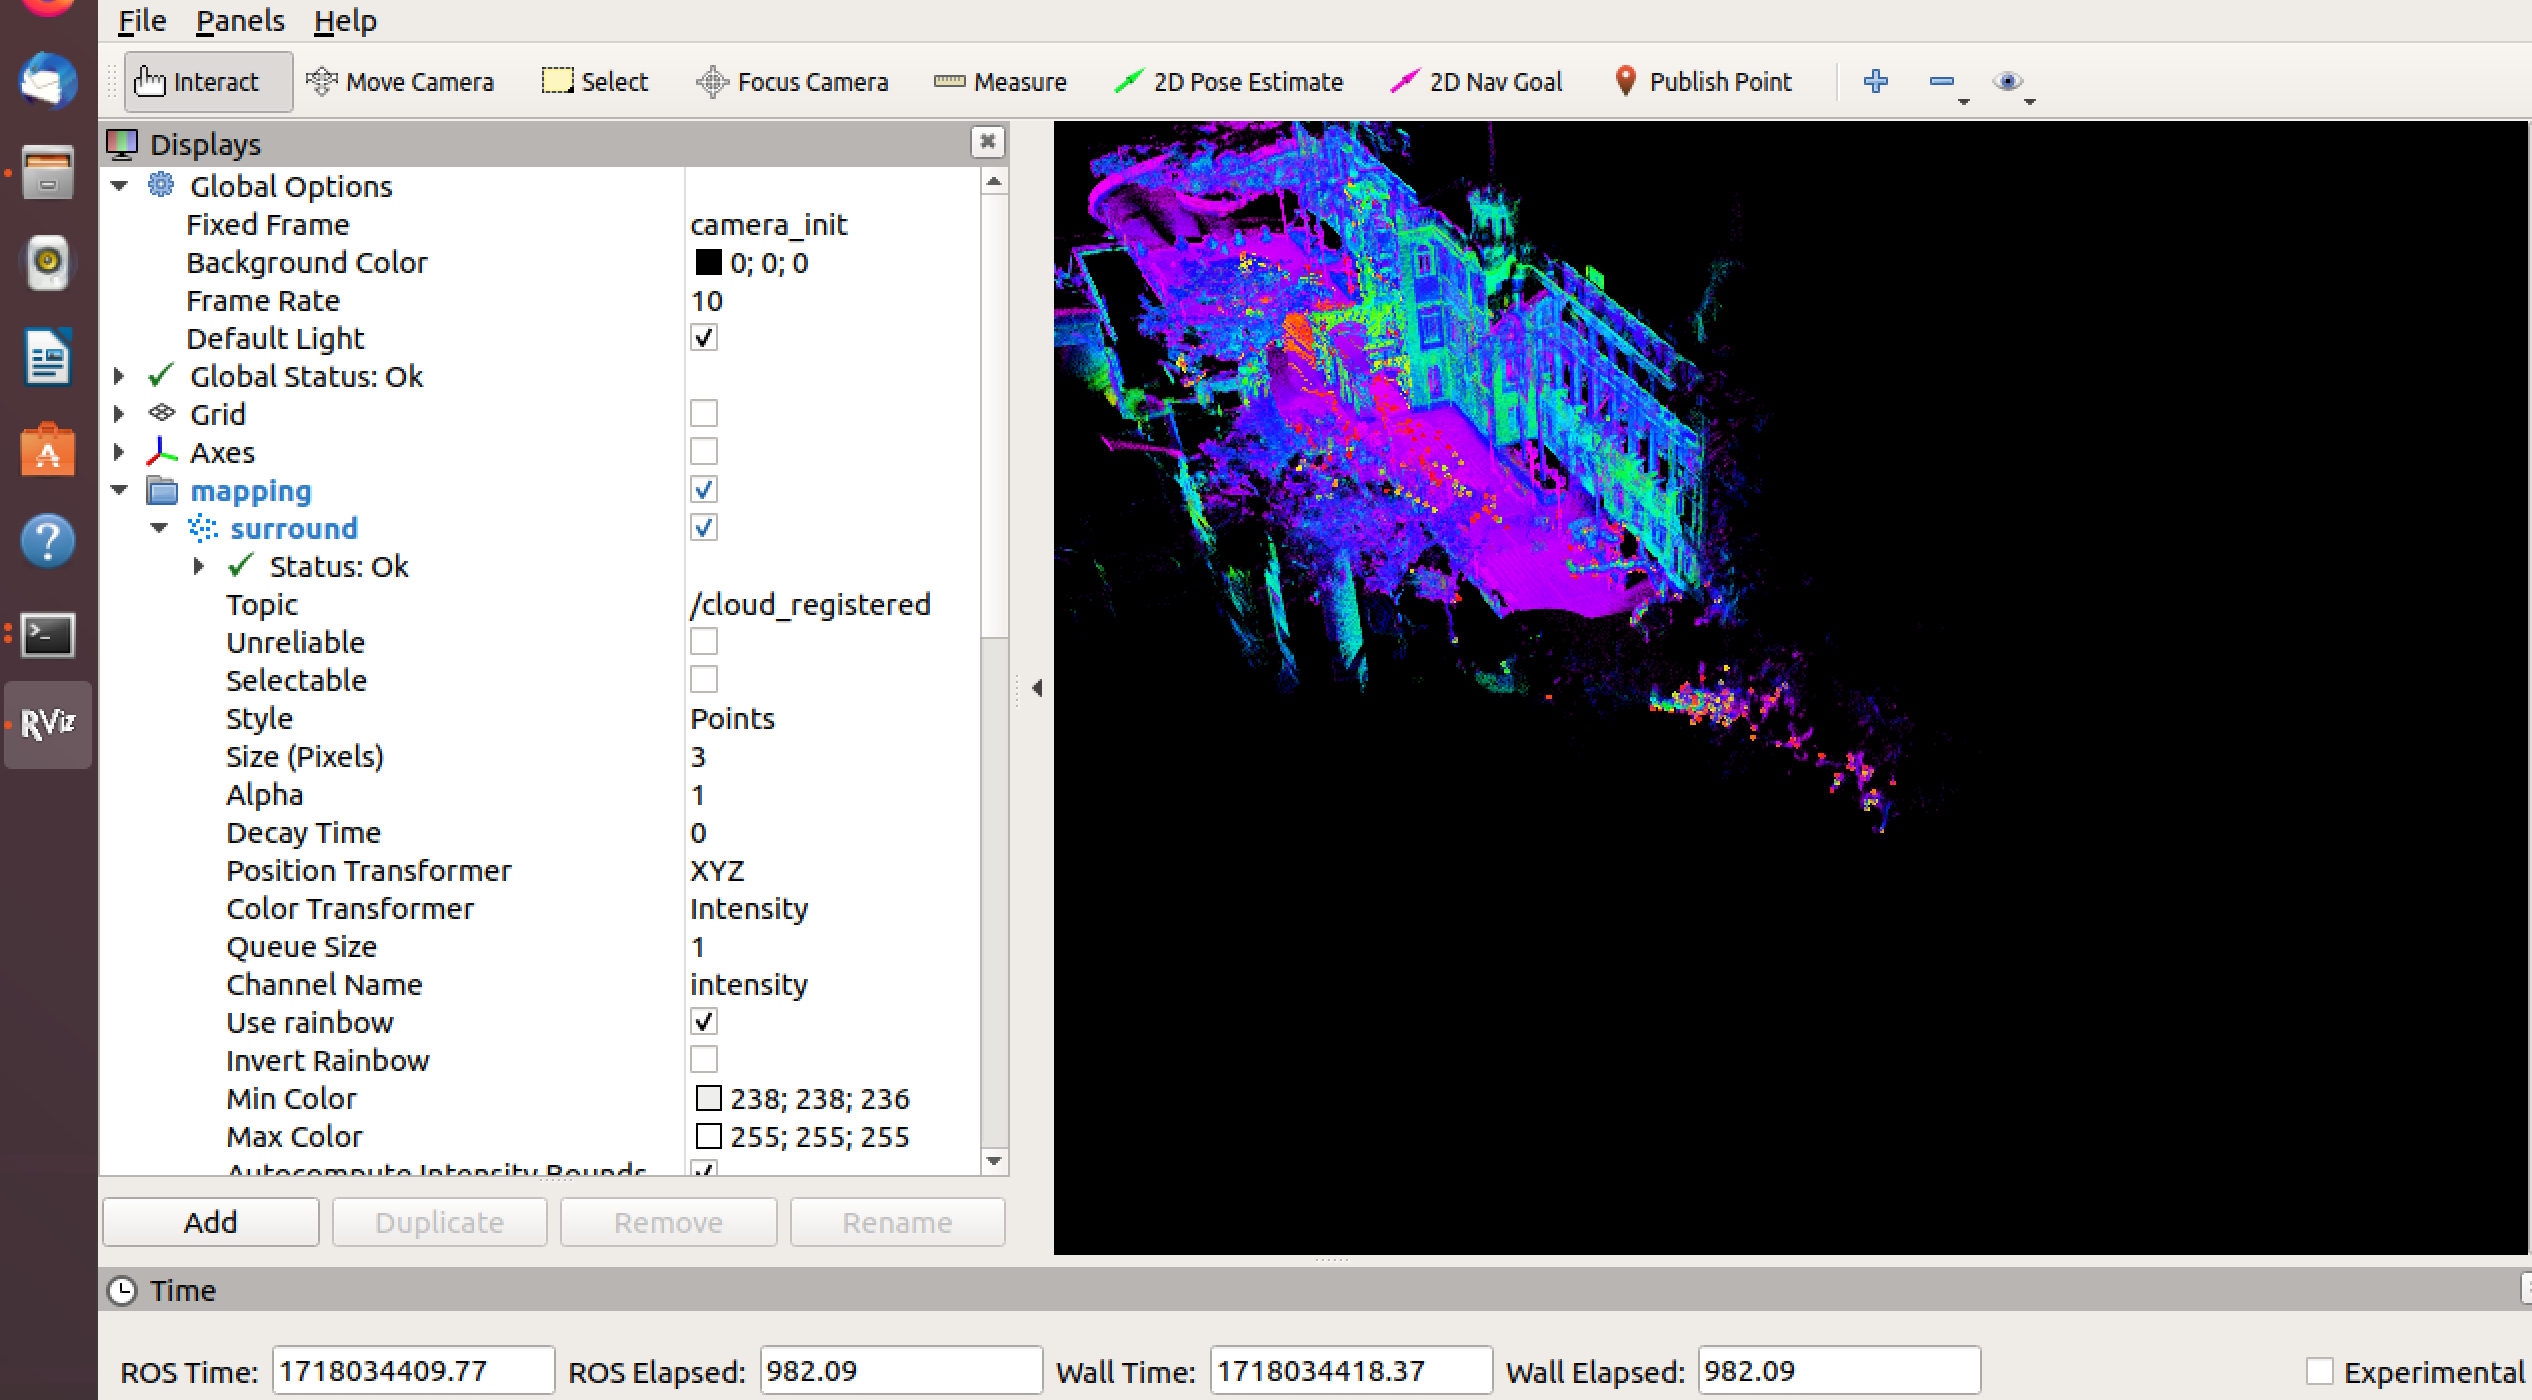 File Panels Help
Interact Move Camera Select Focus Camera Measure 2D Pose Estimate 2D Nav Goal Publish Point
Displays
Global Options
Fixed Frame camera_init
Background Color 0; 0; 0
Frame Rate 10
Default Light
Global Status: Ok
Grid
Axes
mapping
surround
Status: Ok
Topic /cloud_registered
Unreliable
Selectable
Style Points
Size (Pixels) 3
Alpha 1
Decay Time 0
Position Transformer XYZ
Color Transformer Intensity
Queue Size 1
Channel Name intensity
Use rainbow
Invert Rainbow
Min Color 238; 238; 236
Max Color 255; 255; 255
Autocompute Intensity Bounds
Add Duplicate Remove Rename
Time
ROS Time: 1718034409.77 ROS Elapsed: 982.09 Wall Time: 1718034418.37 Wall Elapsed: 982.09 Experimental
RViz